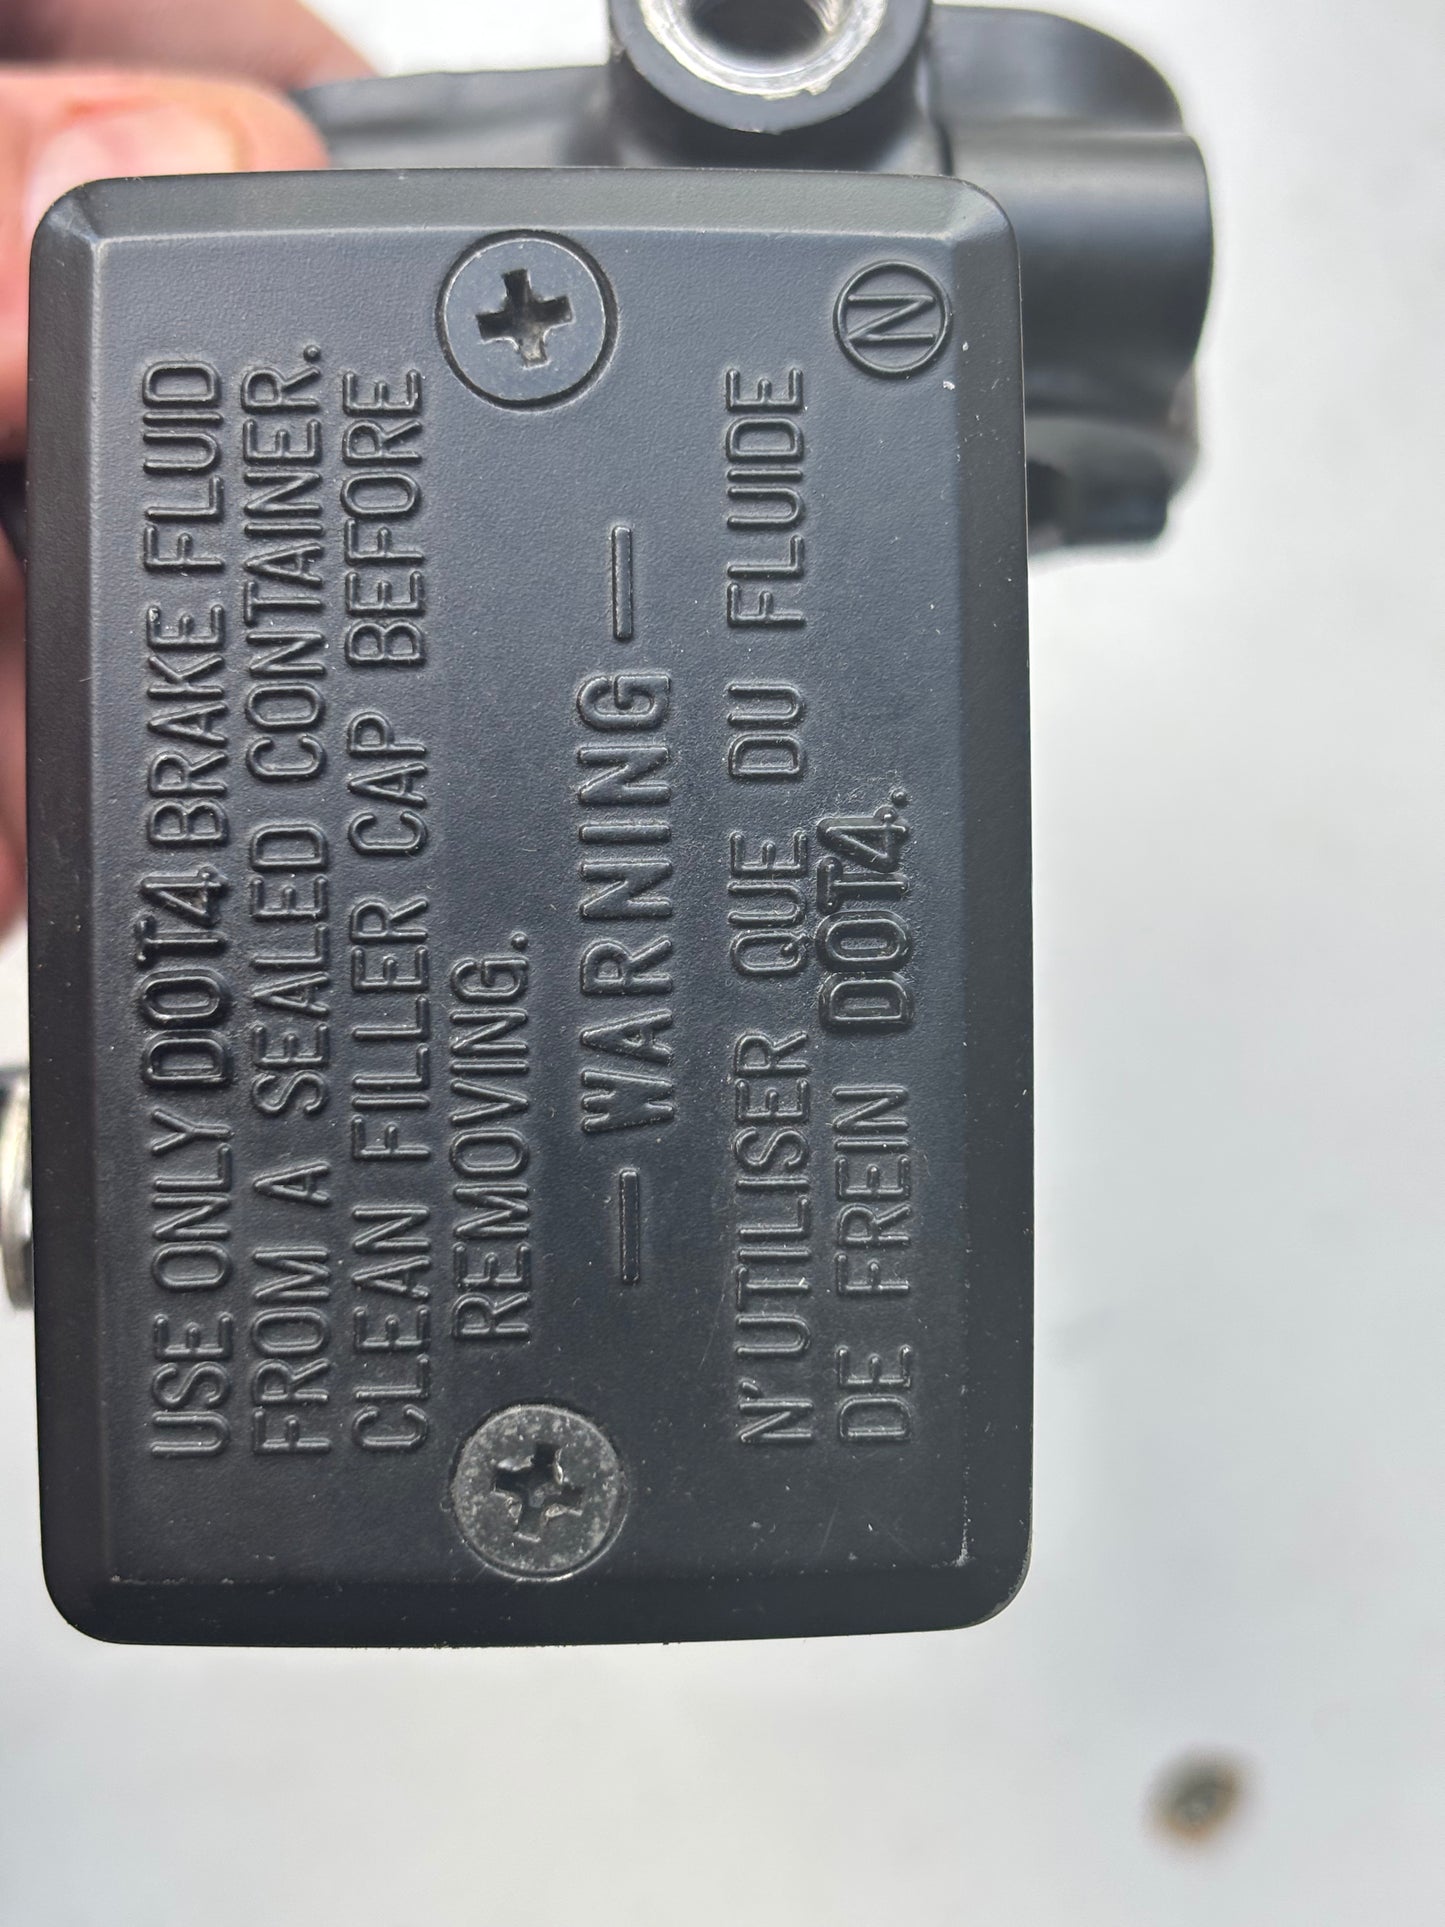 USE ONLY DOT4 BRAKE FLUID
FROM A SEALED CONTAINER.
CLEAN FILLER CAP BEFORE
REMOVING.
— WARNING —
N'UTILISER QUE DU FLUIDE
DE FREIN DOT4.
N